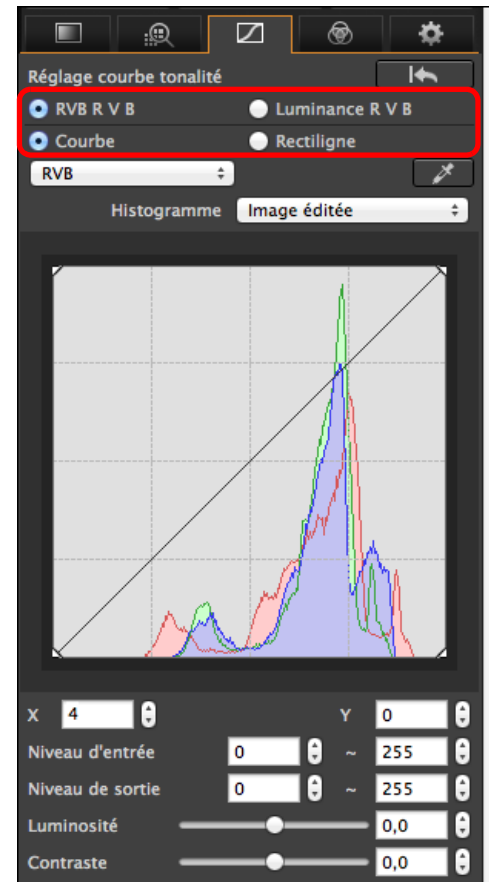 Réglage courbe tonalité
RVB R V B Luminance R V B
Courbe Rectiligne
RVB
Histogramme Image éditée
X 4 Y 0
Niveau d'entrée 0 ~ 255
Niveau de sortie 0 ~ 255
Luminosité 0,0
Contraste 0,0